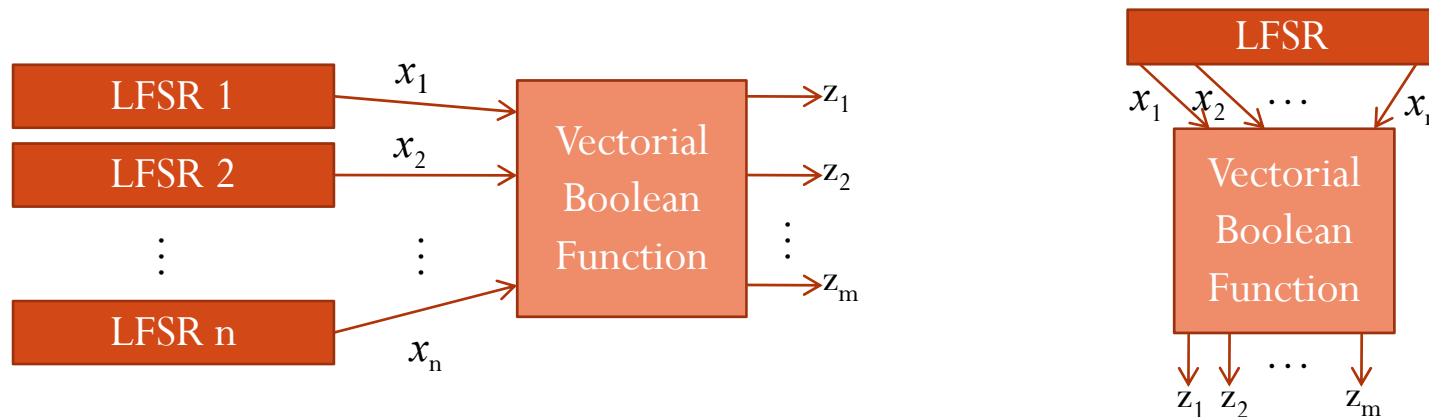 LFSR 1
x1
LFSR 2
x2
⋮
⋮
LFSR n
xn
Vectorial
Boolean
Function
z1
z2
⋮
zm
LFSR
x1 x2 ... xn
Vectorial
Boolean
Function
z1 z2 ... zm